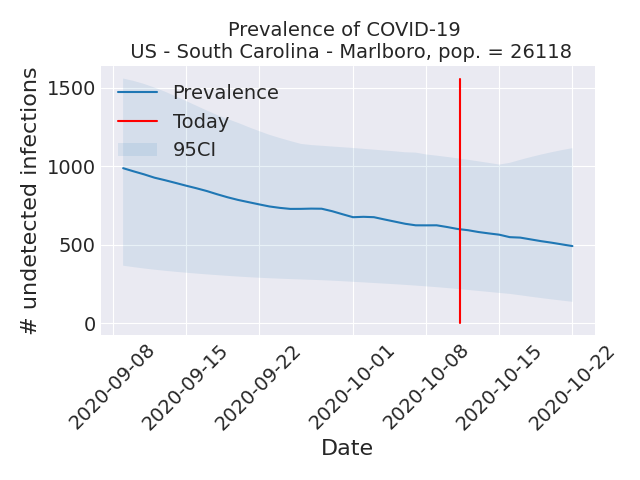 Prevalence of COVID-19
US - South Carolina - Marlboro, pop. = 26118
# undetected infections
1500
1000
500
0
Prevalence
Today
95CI
2020-09-08
2020-09-15
2020-09-22
2020-10-01
2020-10-08
2020-10-15
2020-10-22
Date